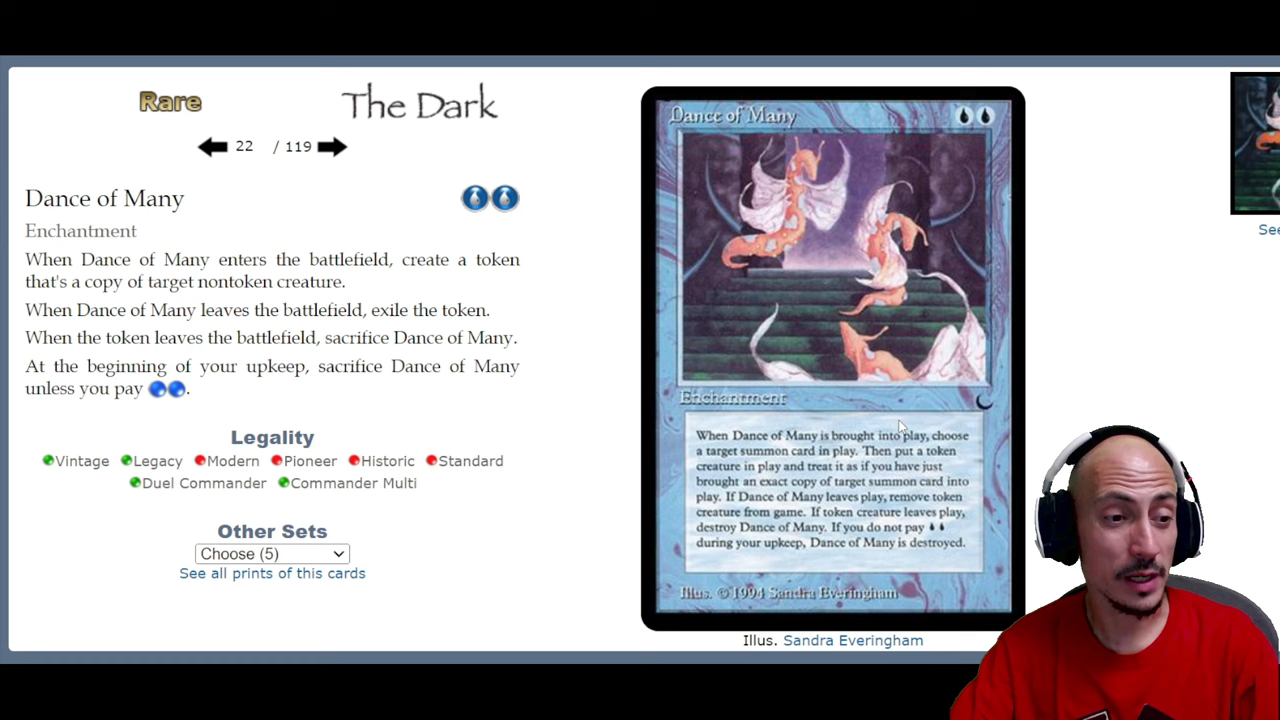 Rare
The Dark
22 / 119
Dance of Many
Enchantment
When Dance of Many enters the battlefield, create a token
that's a copy of target nontoken creature.
When Dance of Many leaves the battlefield, exile the token.
When the token leaves the battlefield, sacrifice Dance of Many.
At the beginning of your upkeep, sacrifice Dance of Many
unless you pay .
Legality
Vintage Legacy Modern Pioneer Historic Standard
Duel Commander Commander Multi
Other Sets
Choose (5)
See all prints of this cards
Dance of Many
Enchantment
When Dance of Many is brought into play, choose
a target summon card in play. Then put a token
creature in play and treat it as if you have just
brought an exact copy of target summon card into
play. If Dance of Many leaves play, remove token
creature from game. If token creature leaves play,
destroy Dance of Many. If you do not pay
during your upkeep, Dance of Many is destroyed.
Illus. ©1994 Sandra Everingham
Illus. Sandra Everingham